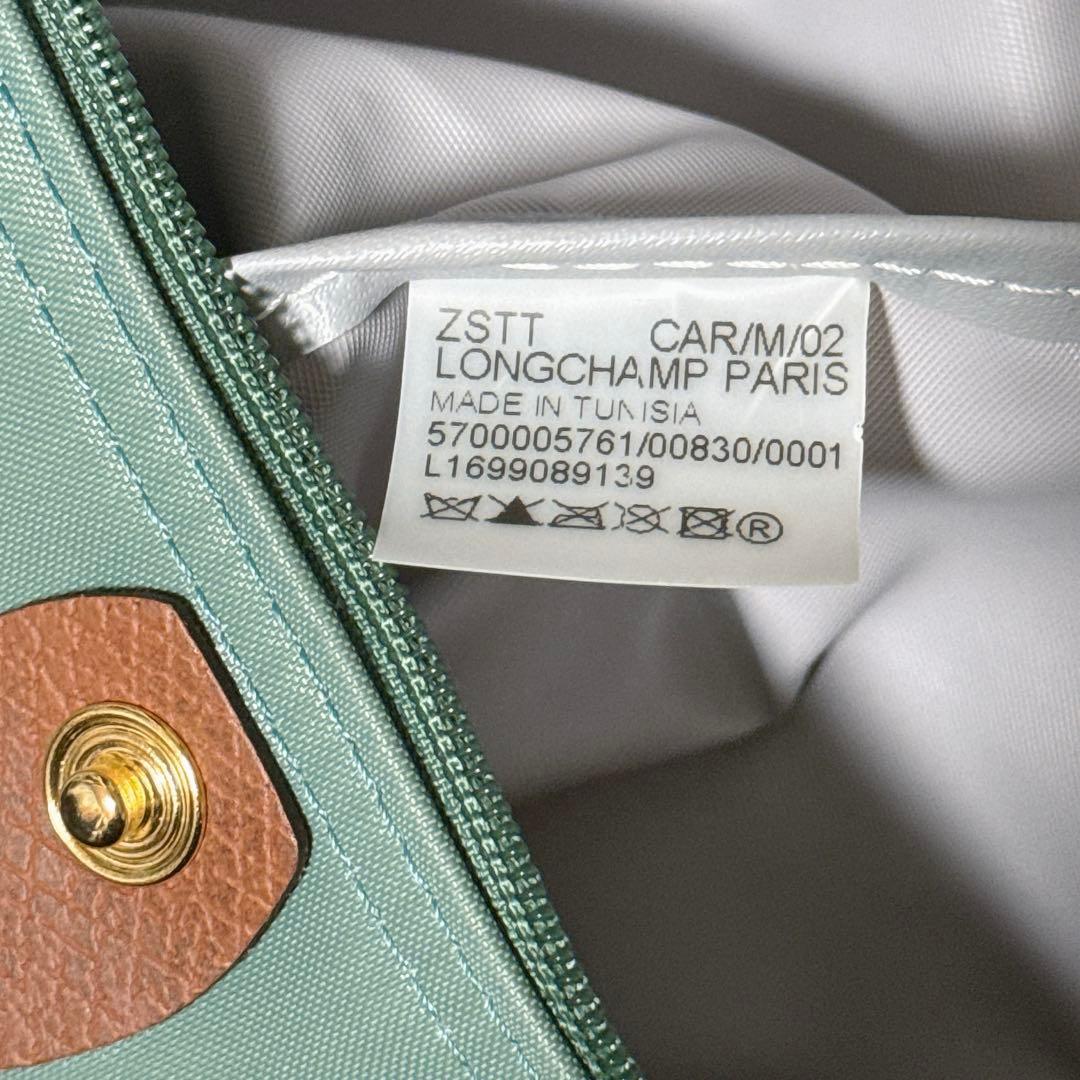 ZSTT CAR/M/02
LONGCHAMP PARIS
MADE IN TUNISIA
5700005761/00830/0001
L1699089139
®